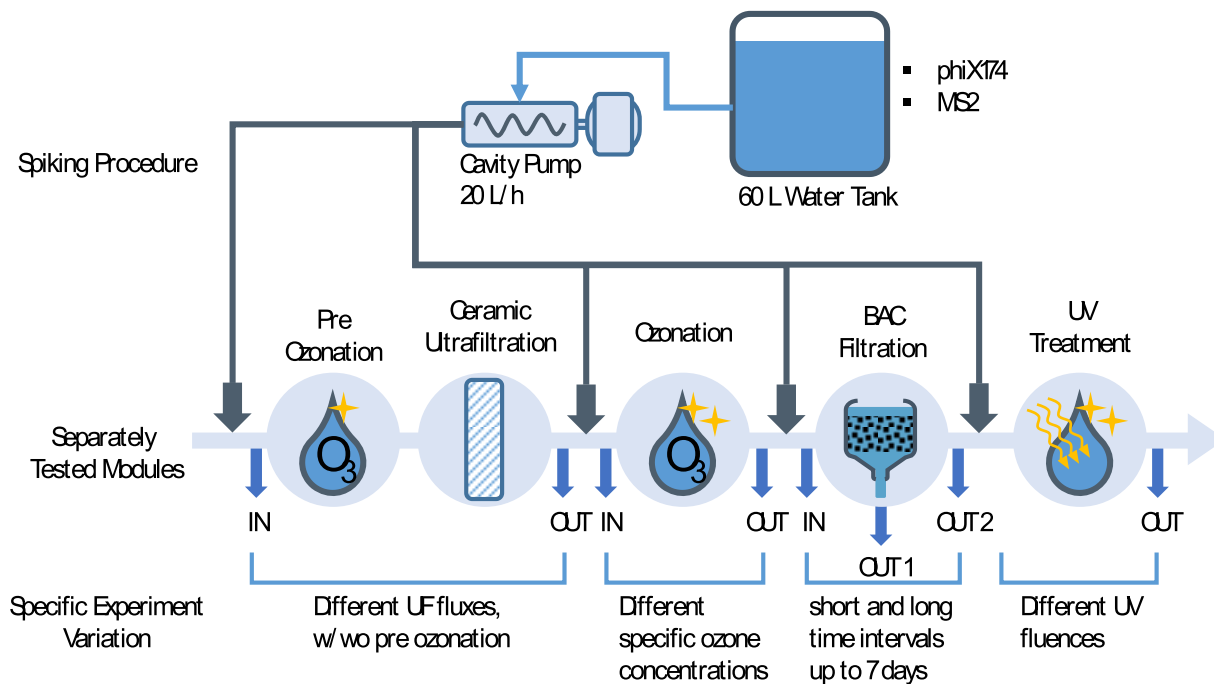 phiX174
MS2
Spiking Procedure
Cavity Pump
20 L/h
60 L Water Tank
Pre
Ozonation
Ceramic
Utrafiltration
Ozonation
BAC
Filtration
UV
Treatment
Separately
Tested Modules
O3
O3
IN
OUT
IN
OUT
IN
OUT 1
OUT 2
OUT
Specific Experiment
Variation
Different UF fluxes,
w/wo pre ozonation
Different
specific ozone
concentrations
short and long
time intervals
up to 7 days
Different UV
fluences